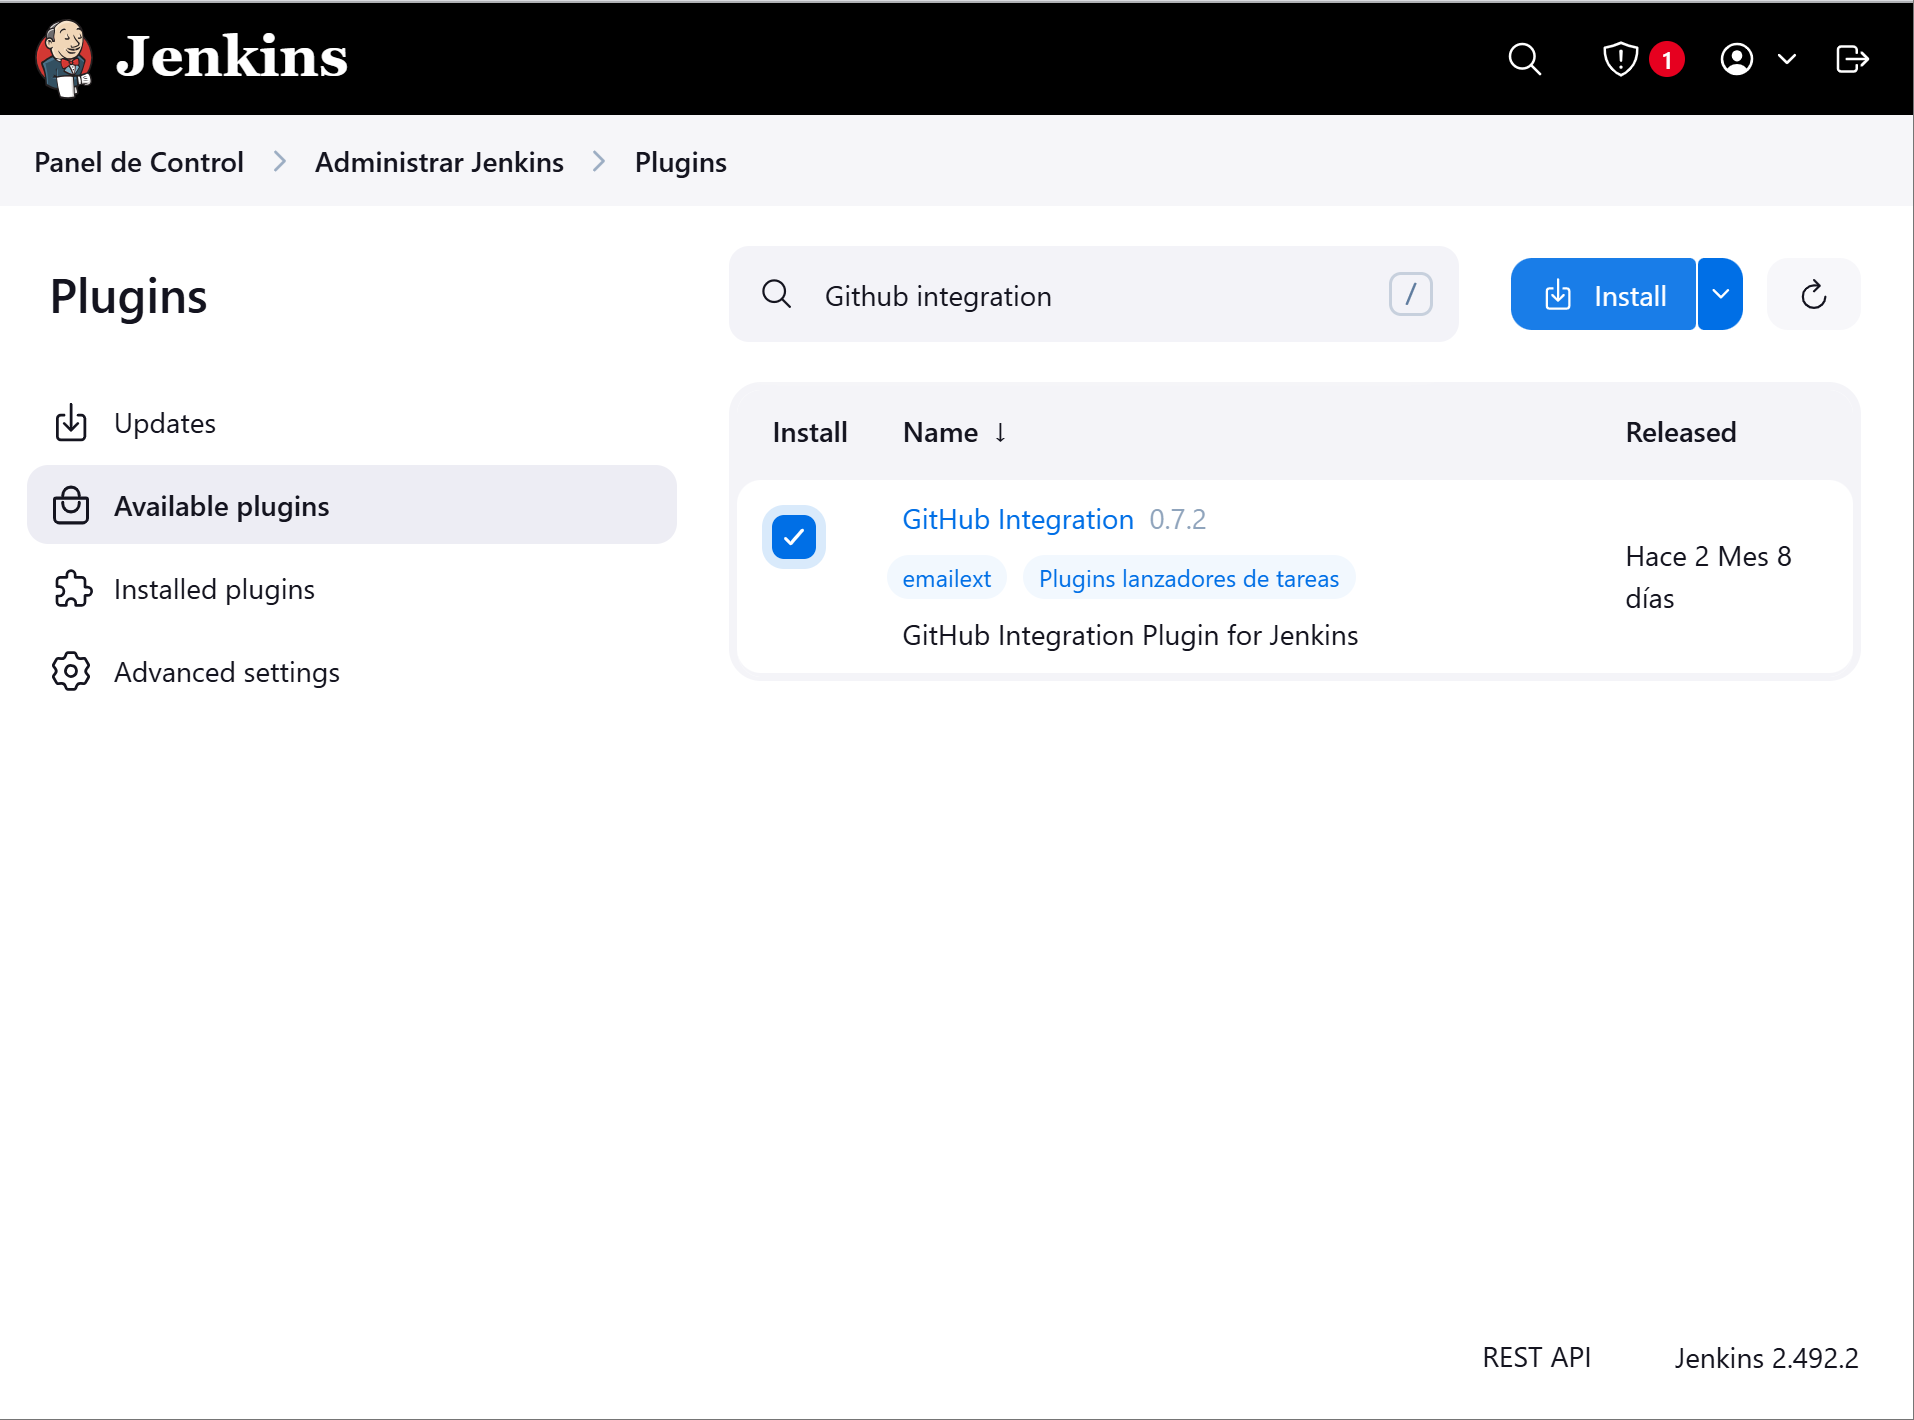 Jenkins
1
Panel de Control
Administrar Jenkins
Plugins
Plugins
Github integration
/
Install
Updates
Available plugins
Installed plugins
Advanced settings
Install
Name ↓
Released
GitHub Integration 0.7.2
emailext
Plugins lanzadores de tareas
GitHub Integration Plugin for Jenkins
Hace 2 Mes 8
días
REST API
Jenkins 2.492.2